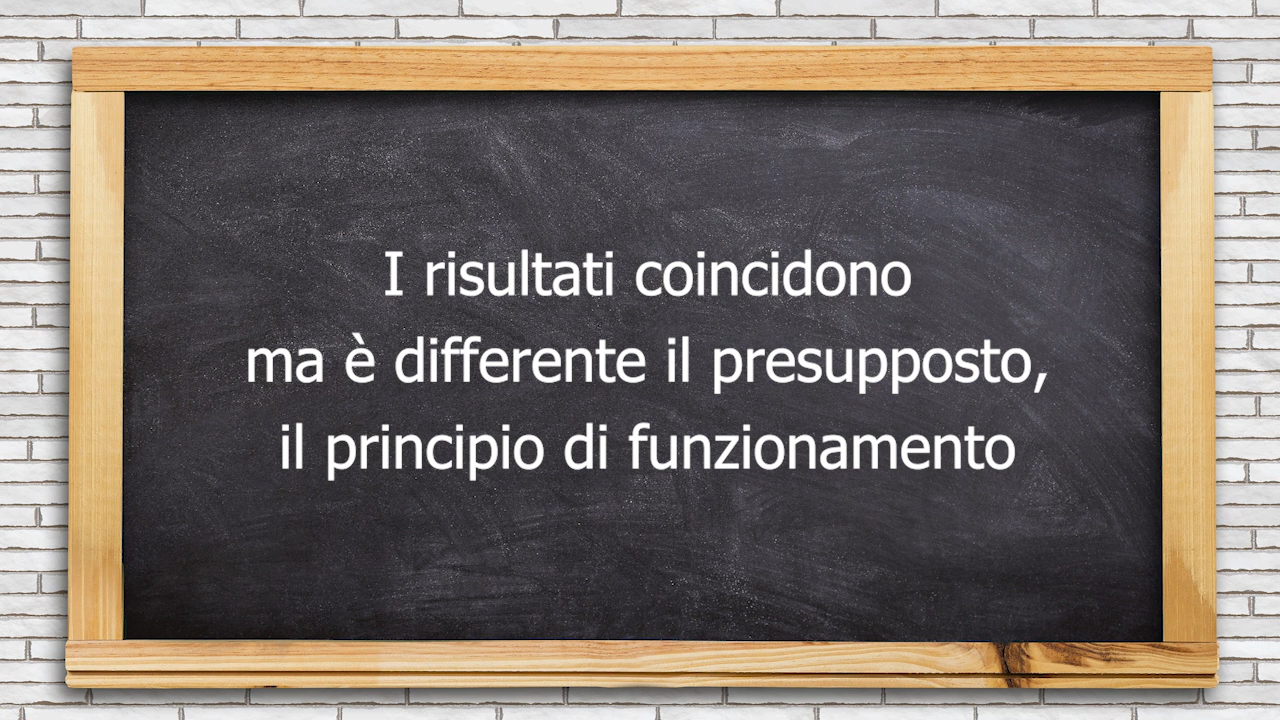 I risultati coincidono
ma è differente il presupposto,
il principio di funzionamento